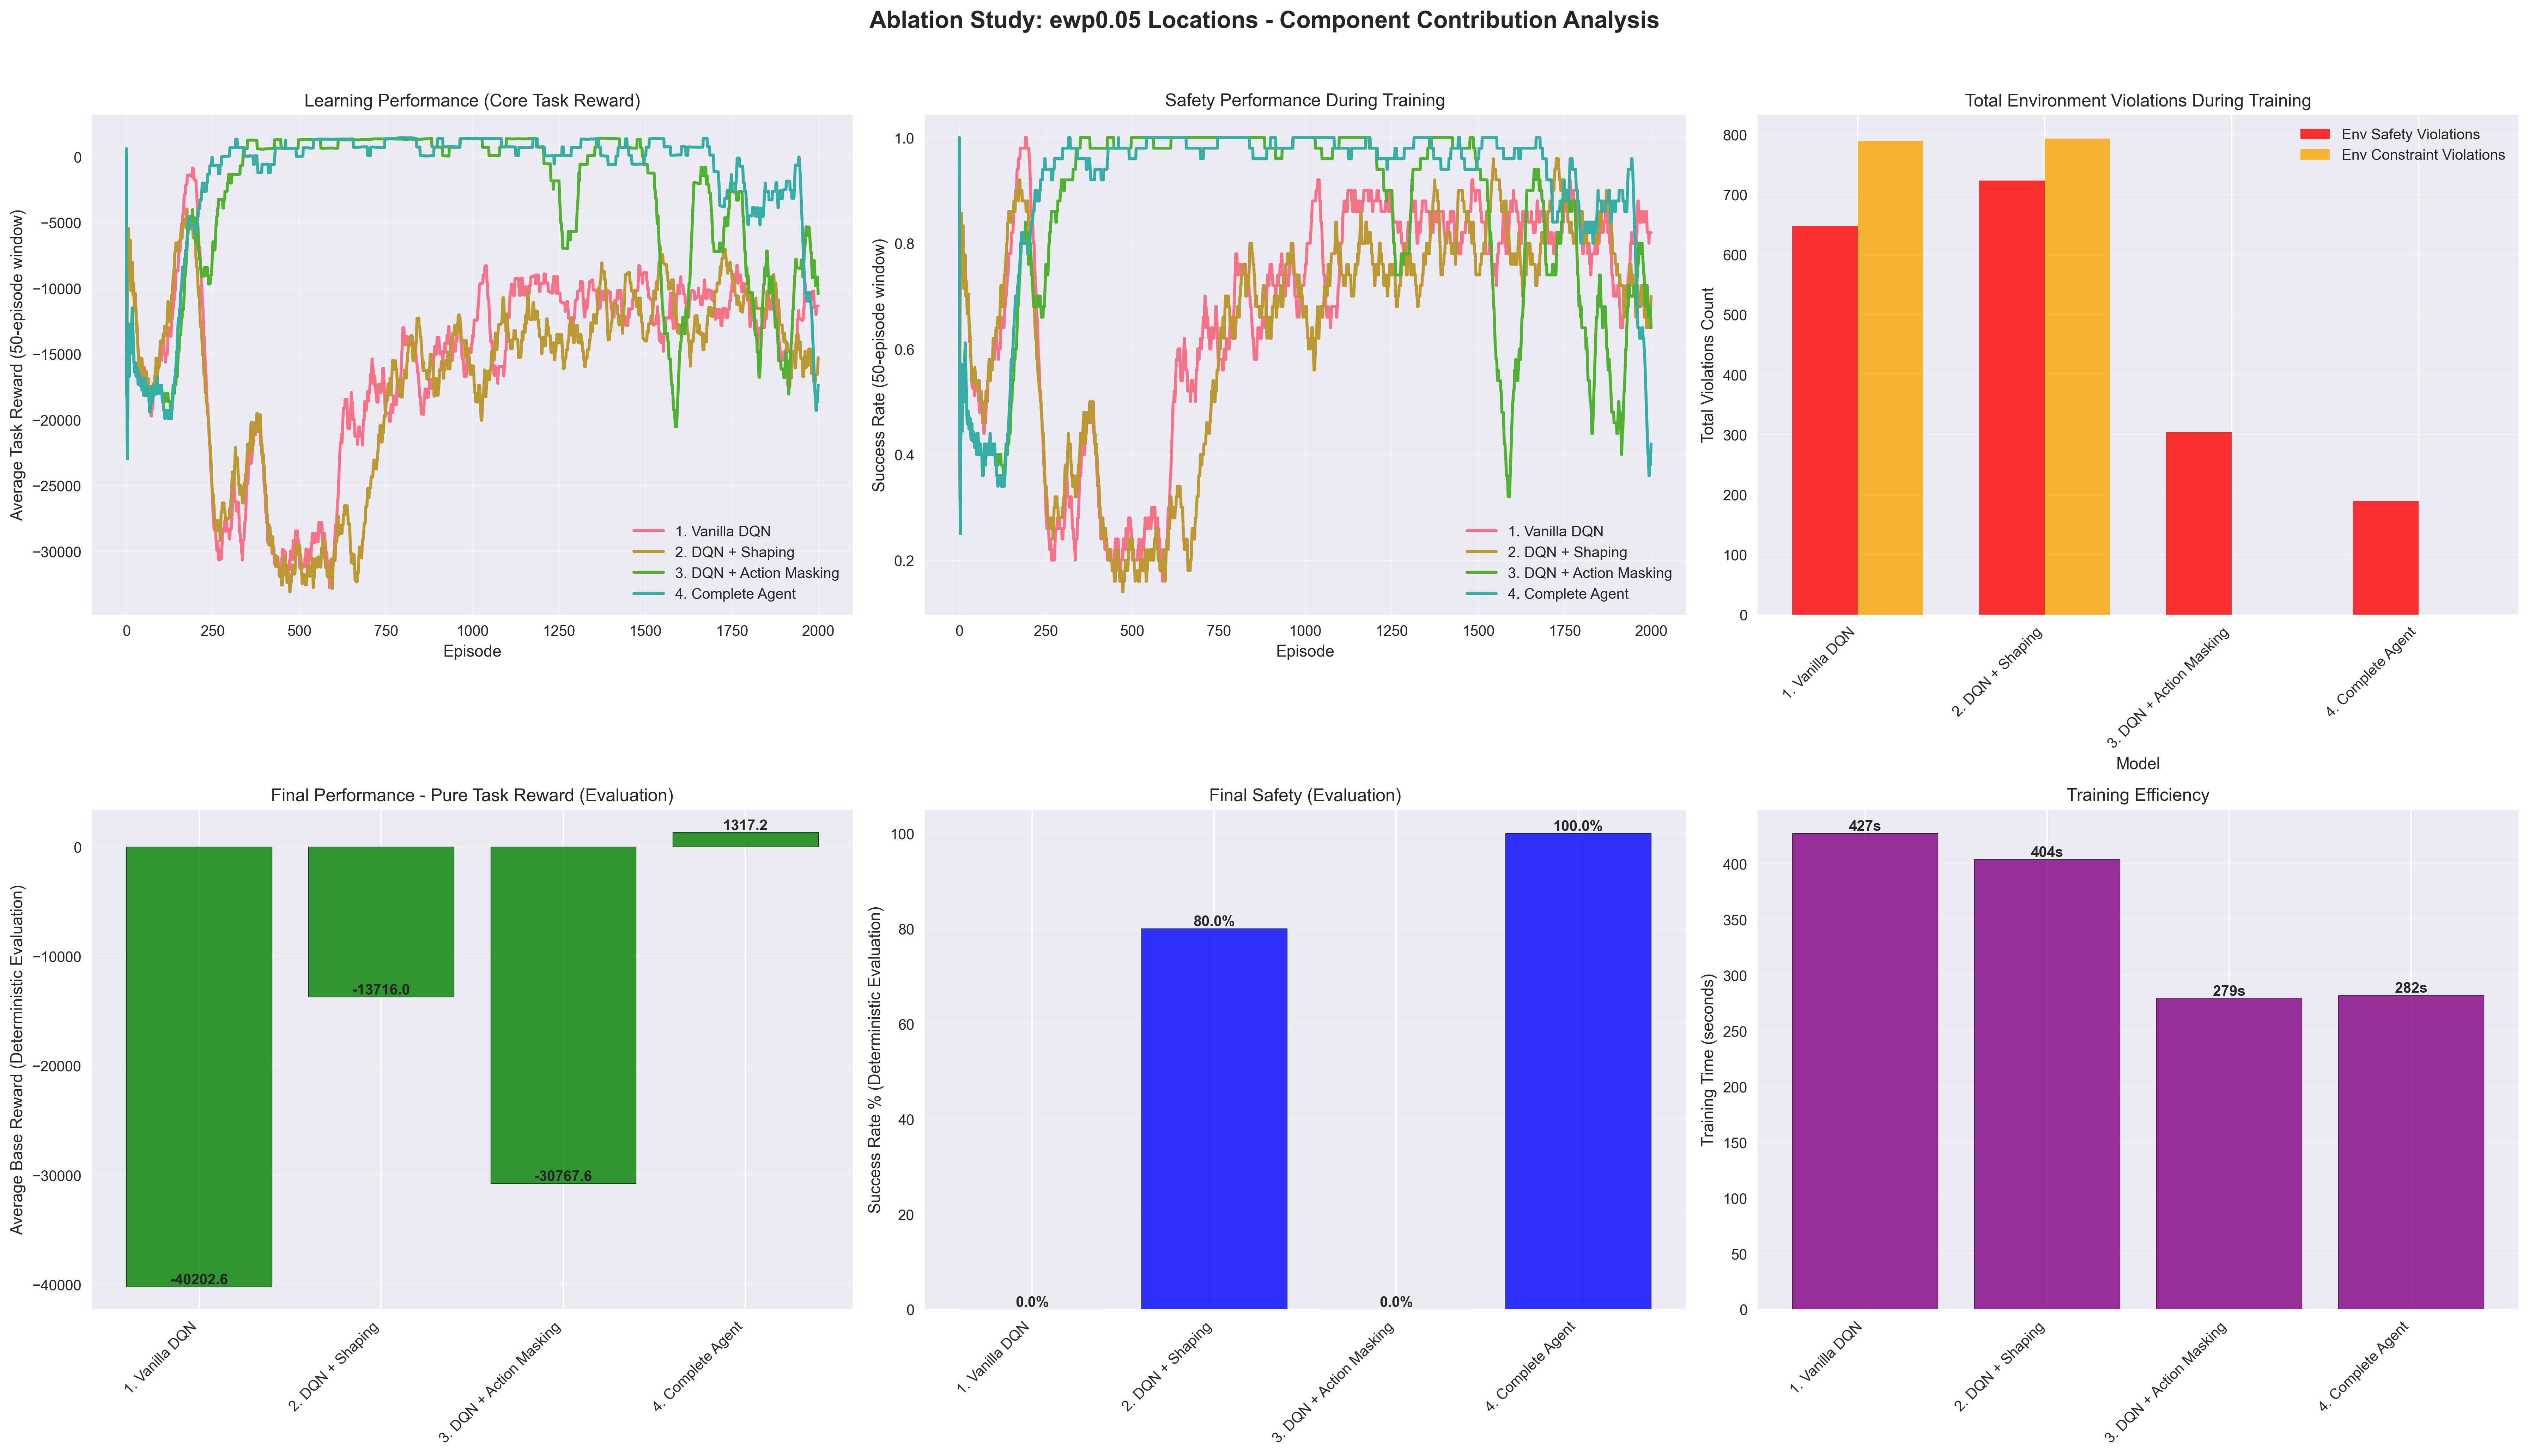 Ablation Study: ewp0.05 Locations - Component Contribution Analysis
Learning Performance (Core Task Reward)
Average Task Reward (50-episode window)
0
−5000
−10000
−15000
−20000
−25000
−30000
1. Vanilla DQN
2. DQN + Shaping
3. DQN + Action Masking
4. Complete Agent
0 250 500 750 1000 1250 1500 1750 2000
Episode
Safety Performance During Training
Success Rate (50-episode window)
1.0
0.8
0.6
0.4
0.2
1. Vanilla DQN
2. DQN + Shaping
3. DQN + Action Masking
4. Complete Agent
0 250 500 750 1000 1250 1500 1750 2000
Episode
Total Environment Violations During Training
Total Violations Count
800
700
600
500
400
300
200
100
0
Env Safety Violations
Env Constraint Violations
1. Vanilla DQN
2. DQN + Shaping
3. DQN + Action Masking
4. Complete Agent
Model
Final Performance - Pure Task Reward (Evaluation)
Average Base Reward (Deterministic Evaluation)
0
−10000
−20000
−30000
−40000
-40202.6
-13716.0
-30767.6
1317.2
1. Vanilla DQN
2. DQN + Shaping
3. DQN + Action Masking
4. Complete Agent
Final Safety (Evaluation)
Success Rate % (Deterministic Evaluation)
100
80
60
40
20
0
0.0%
80.0%
0.0%
100.0%
1. Vanilla DQN
2. DQN + Shaping
3. DQN + Action Masking
4. Complete Agent
Training Efficiency
Training Time (seconds)
400
350
300
250
200
150
100
50
0
427s
404s
279s
282s
1. Vanilla DQN
2. DQN + Shaping
3. DQN + Action Masking
4. Complete Agent